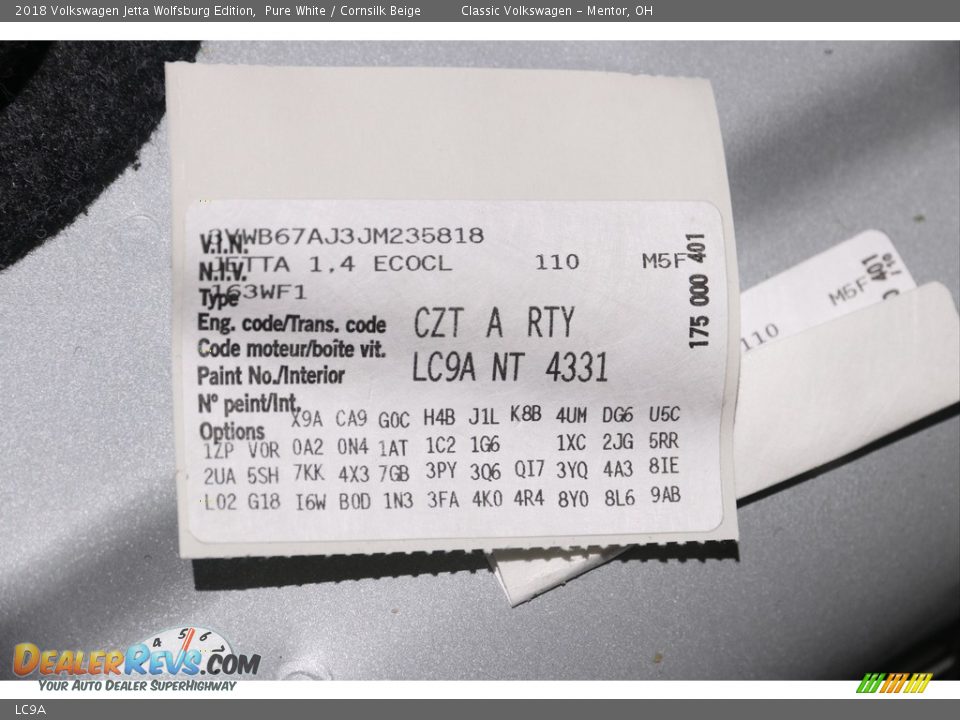 2018 Volkswagen Jetta Wolfsburg Edition, Pure White / Cornsilk Beige Classic Volkswagen - Mentor, OH
V.I.N. 3VWB67AJ3JM235818
N.I.V. JETTA 1,4 ECOCL 110 M5F
Type 163WF1
175 000 401
Eng. code/Trans. code CZT A RTY
Code moteur/boîte vit.
Paint No./Interior LC9A NT 4331
N° peint/Int.
Options
X9A CA9 G0C H4B J1L K8B 4UM DG6 U5C
1ZP V0R 0A2 0N4 1AT 1C2 1G6 1XC 2JG 5RR
2UA 5SH 7KK 4X3 7GB 3PY 3Q6 QI7 3YQ 4A3 8IE
L02 G18 I6W B0D 1N3 3FA 4K0 4R4 8Y0 8L6 9AB
110 M5F
401
4 5 6
DealerRevs.com
Your Auto Dealer SuperHighway
LC9A